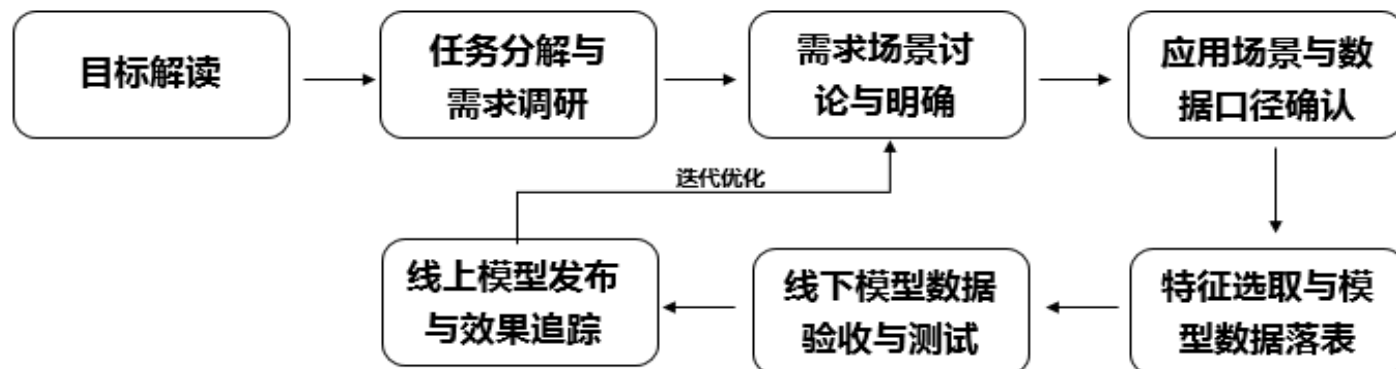 目标解读
任务分解与
需求调研
需求场景讨
论与明确
应用场景与数
据口径确认
迭代优化
线上模型发布
与效果追踪
线下模型数据
验收与测试
特征选取与模
型数据落表